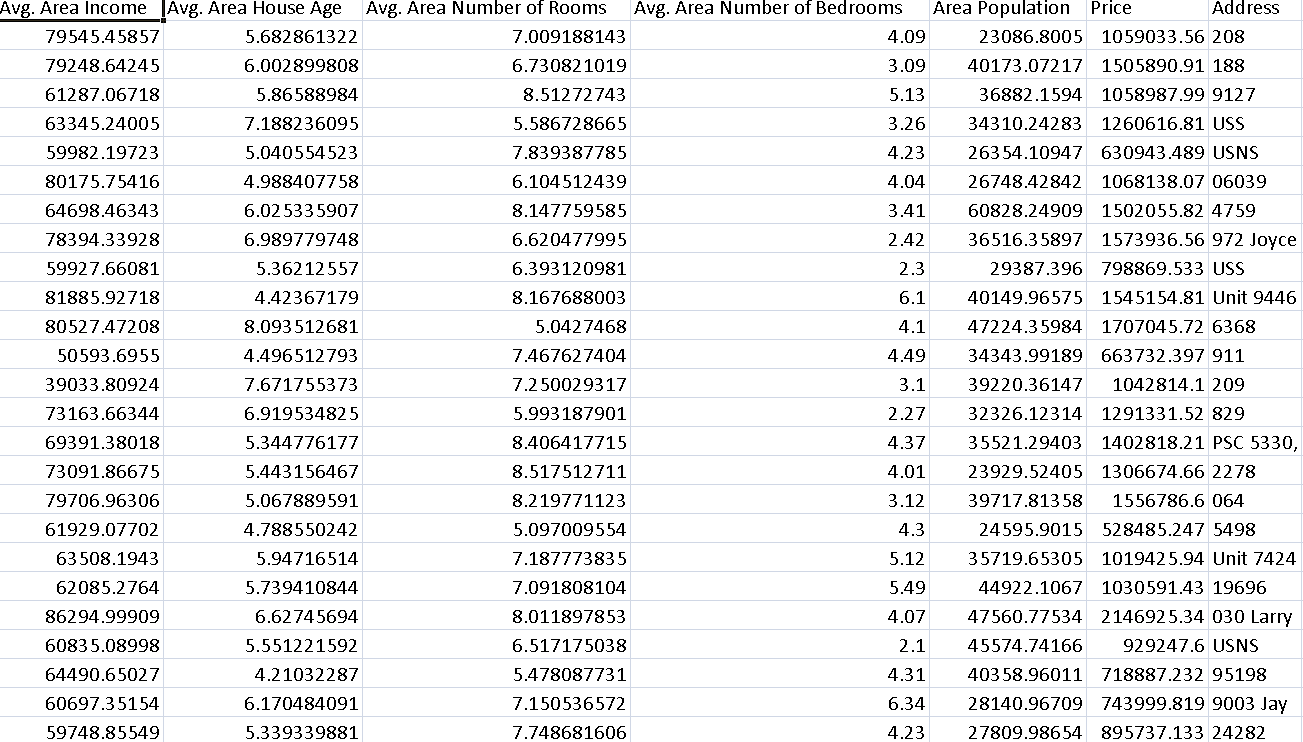 Avg. Area Income Avg. Area House Age Avg. Area Number of Rooms Avg. Area Number of Bedrooms Area Population Price Address
79545.45857 5.682861322 7.009188143 4.09 23086.8005 1059033.56 208
79248.64245 6.002899808 6.730821019 3.09 40173.07217 1505890.91 188
61287.06718 5.86588984 8.51272743 5.13 36882.1594 1058987.99 9127
63345.24005 7.188236095 5.586728665 3.26 34310.24283 1260616.81 USS
59982.19723 5.040554523 7.839387785 4.23 26354.10947 630943.489 USNS
80175.75416 4.988407758 6.104512439 4.04 26748.42842 1068138.07 06039
64698.46343 6.025335907 8.147759585 3.41 60828.24909 1502055.82 4759
78394.33928 6.989779748 6.620477995 2.42 36516.35897 1573936.56 972 Joyce
59927.66081 5.36212557 6.393120981 2.3 29387.396 798869.533 USS
81885.92718 4.42367179 8.167688003 6.1 40149.96575 1545154.81 Unit 9446
80527.47208 8.093512681 5.0427468 4.1 47224.35984 1707045.72 6368
50593.6955 4.496512793 7.467627404 4.49 34343.99189 663732.397 911
39033.80924 7.671755373 7.250029317 3.1 39220.36147 1042814.1 209
73163.66344 6.919534825 5.993187901 2.27 32326.12314 1291331.52 829
69391.38018 5.344776177 8.406417715 4.37 35521.29403 1402818.21 PSC 5330,
73091.86675 5.443156467 8.517512711 4.01 23929.52405 1306674.66 2278
79706.96306 5.067889591 8.219771123 3.12 39717.81358 1556786.6 064
61929.07702 4.788550242 5.097009554 4.3 24595.9015 528485.247 5498
63508.1943 5.94716514 7.187773835 5.12 35719.65305 1019425.94 Unit 7424
62085.2764 5.739410844 7.091808104 5.49 44922.1067 1030591.43 19696
86294.99909 6.62745694 8.011897853 4.07 47560.77534 2146925.34 030 Larry
60835.08998 5.551221592 6.517175038 2.1 45574.74166 929247.6 USNS
64490.65027 4.21032287 5.478087731 4.31 40358.96011 718887.232 95198
60697.35154 6.170484091 7.150536572 6.34 28140.96709 743999.819 9003 Jay
59748.85549 5.339339881 7.748681606 4.23 27809.98654 895737.133 24282